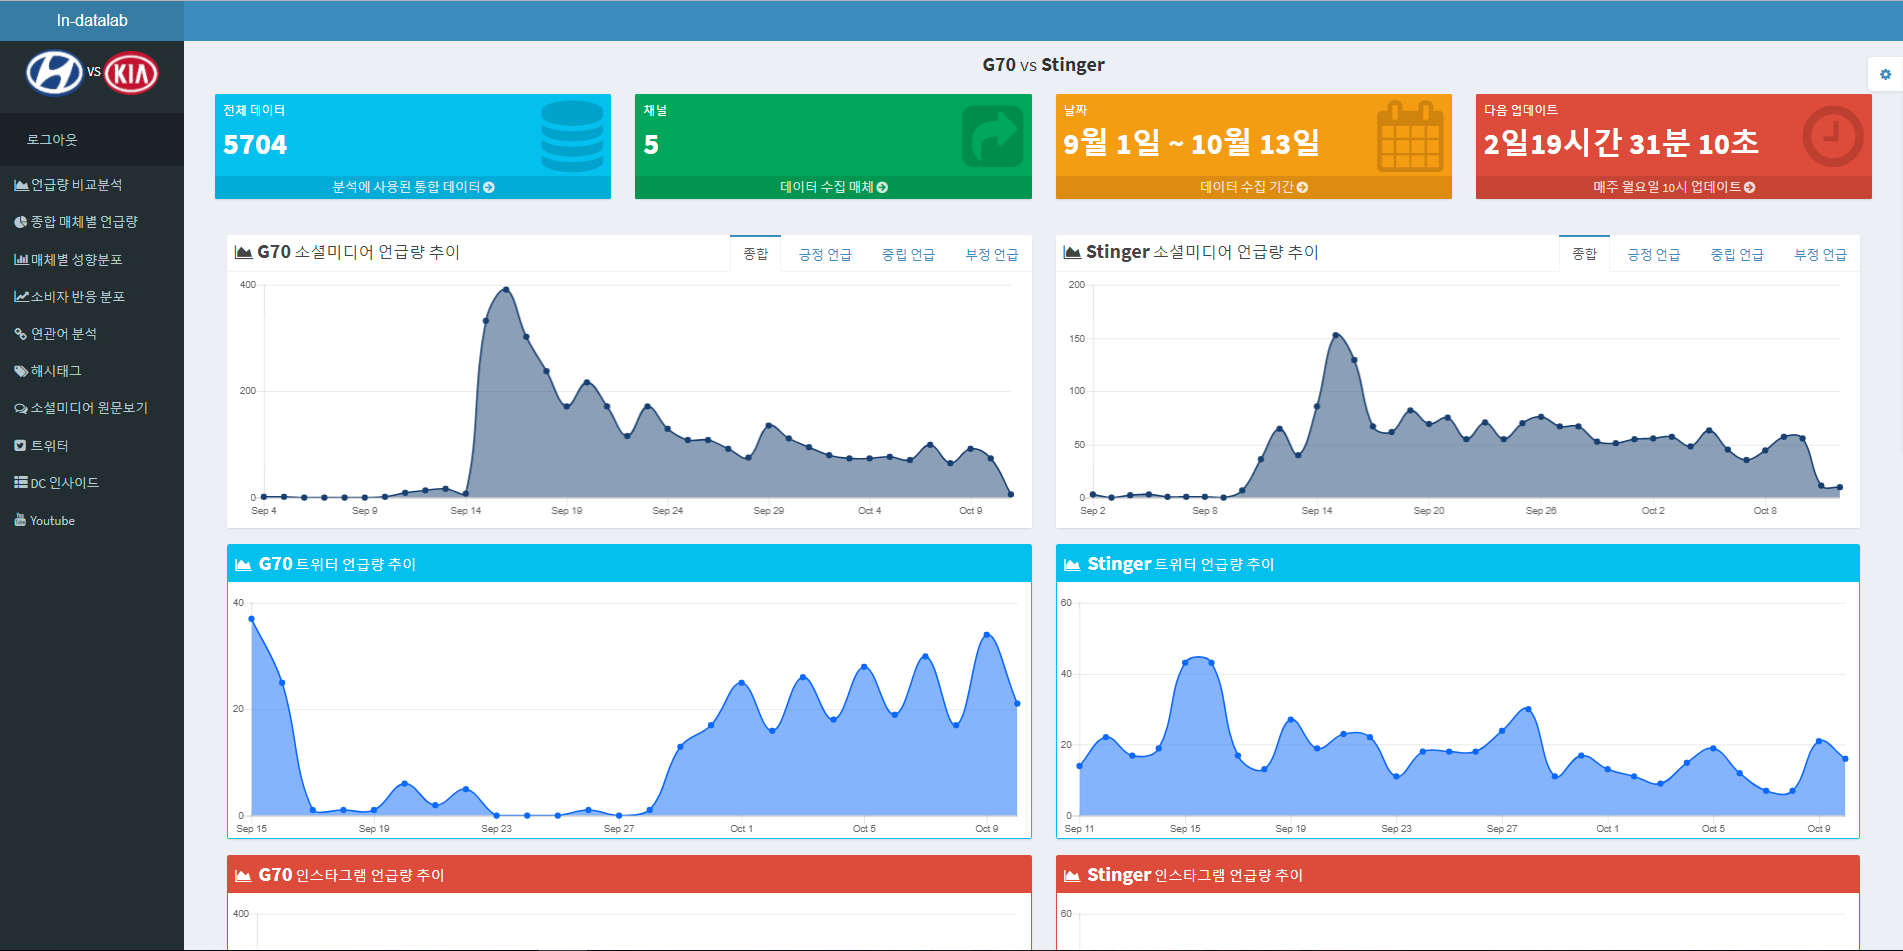 In-datalab
VS KIA
로그아웃
언급량 비교분석
종합 매체별 언급량
매체별 성향분포
소비자 반응 분포
연관어 분석
해시태그
소셜미디어 원문보기
트위터
DC 인사이드
Youtube
G70 vs Stinger
전체 데이터
5704
분석에 사용된 통합 데이터
채널
5
데이터 수집 매체
날짜
9월 1일 ~ 10월 13일
데이터 수집 기간
다음 업데이트
2일19시간 31분 10초
매주 월요일 10시 업데이트
G70 소셜미디어 언급량 추이
종합 긍정 언급 중립 언급 부정 언급
400
200
0
Sep 4 Sep 9 Sep 14 Sep 19 Sep 24 Sep 29 Oct 4 Oct 9
Stinger 소셜미디어 언급량 추이
종합 긍정 언급 중립 언급 부정 언급
200
150
100
50
0
Sep 2 Sep 8 Sep 14 Sep 20 Sep 26 Oct 2 Oct 8
G70 트위터 언급량 추이
40
20
0
Sep 15 Sep 19 Sep 23 Sep 27 Oct 1 Oct 5 Oct 9
Stinger 트위터 언급량 추이
60
40
20
0
Sep 11 Sep 15 Sep 19 Sep 23 Sep 27 Oct 1 Oct 5 Oct 9
G70 인스타그램 언급량 추이
400
Stinger 인스타그램 언급량 추이
60